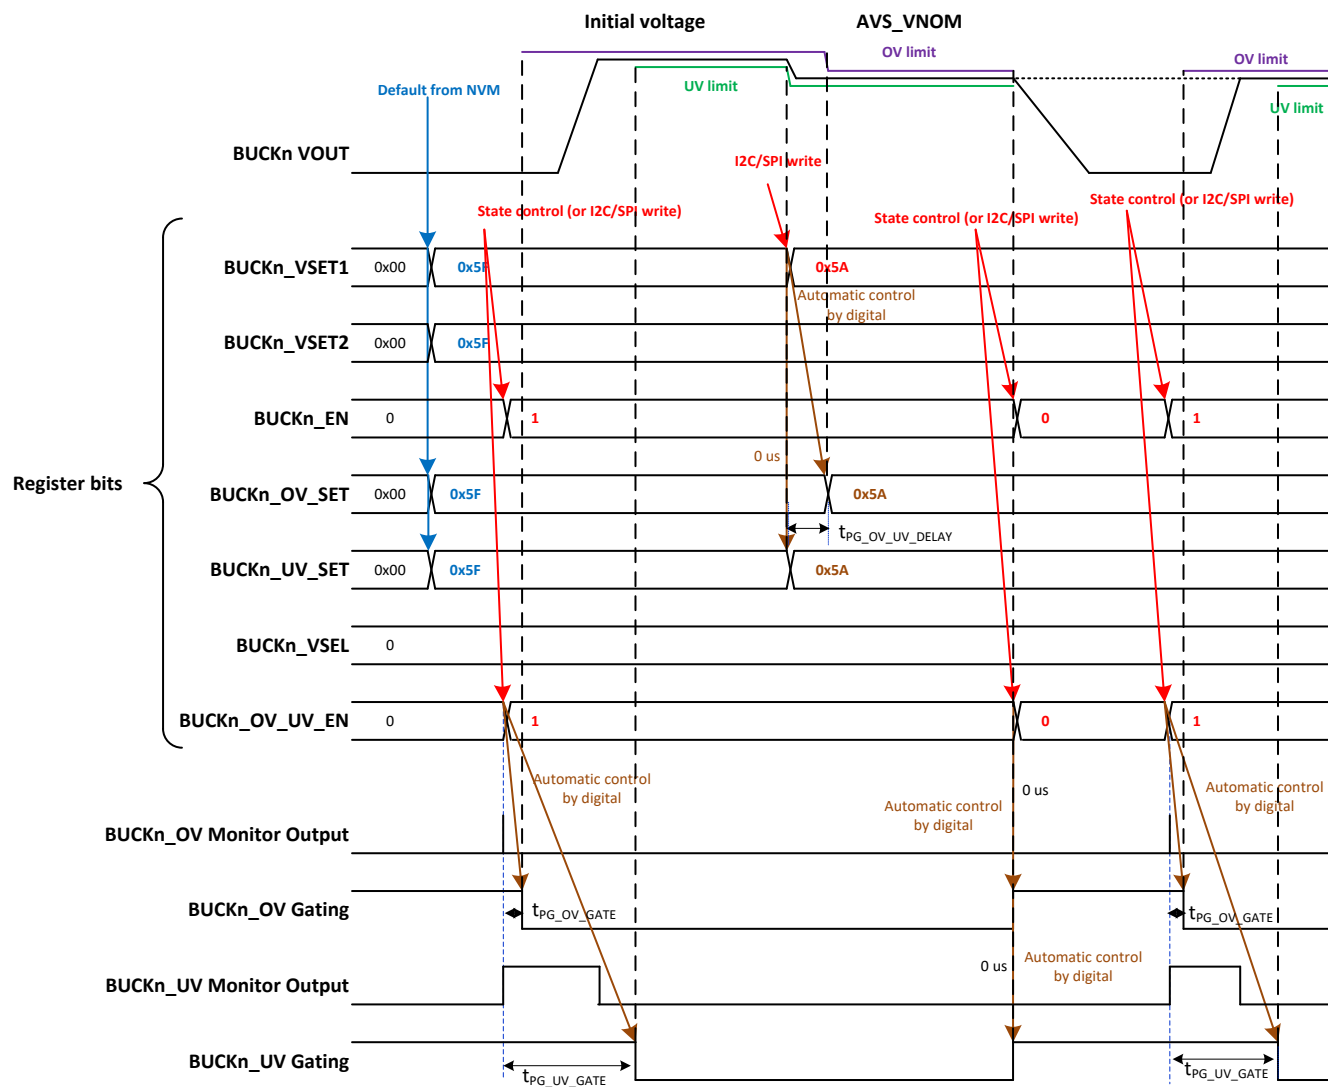 Initial voltage
AVS_VNOM
OV limit
OV limit
UV limit
Default from NVM
UV limit
BUCKn VOUT
I2C/SPI write
State control (or I2C/SPI write)
State control (or I2C/SPI write)
State control (or I2C/SPI write)
BUCKn_VSET1
0x00
0x5F
0x5A
Automatic control
by digital
BUCKn_VSET2
0x00
0x5F
BUCKn_EN
0
1
0
1
0 us
Register bits
BUCKn_OV_SET
0x00
0x5F
0x5A
tPG_OV_UV_DELAY
BUCKn_UV_SET
0x00
0x5F
0x5A
BUCKn_VSEL
0
BUCKn_OV_UV_EN
0
1
0
1
Automatic control
by digital
0 us
Automatic control
by digital
Automatic control
by digital
BUCKn_OV Monitor Output
BUCKn_OV Gating
tPG_OV_GATE
tPG_OV_GATE
0 us
Automatic control
by digital
BUCKn_UV Monitor Output
BUCKn_UV Gating
tPG_UV_GATE
tPG_UV_GATE